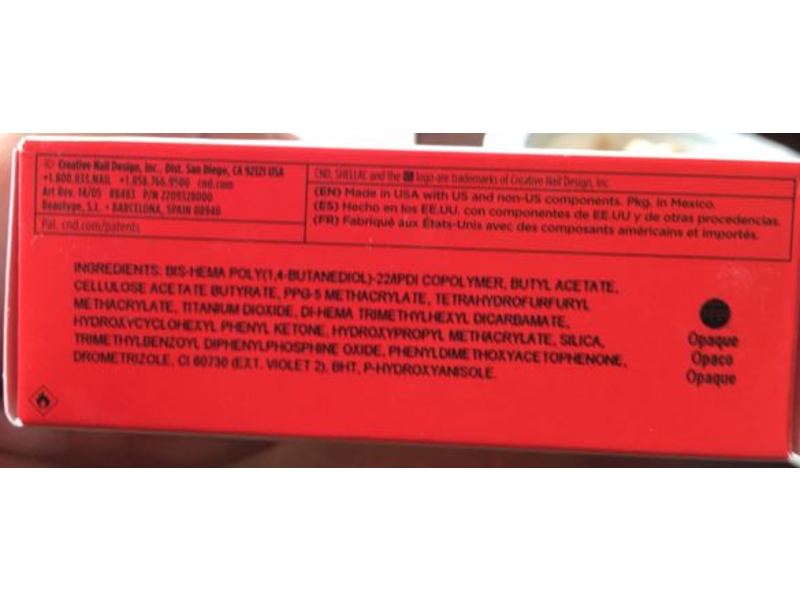 © Creative Nail Design, Inc., Dist. San Diego, CA 92121 USA
+1.800.833.NAIL +1.858.766.9500 cnd.com
Art Rev. 14/05 #8483 P/N 2209328000
Beautyge, S.L. • BARCELONA, SPAIN 08940
Pat. cnd.com/patents
CND, SHELLAC and the logo are trademarks of Creative Nail Design, Inc.
(EN) Made in USA with US and non-US components. Pkg. in Mexico.
(ES) Hecho en los EE.UU. con componentes de EE.UU y de otras procedencias.
(FR) Fabriqué aux États-Unis avec des composants américains et importés.
INGREDIENTS: BIS-HEMA POLY(1,4-BUTANEDIOL)-22/IPDI COPOLYMER, BUTYL ACETATE,
CELLULOSE ACETATE BUTYRATE, PPG-5 METHACRYLATE, TETRAHYDROFURFURYL
METHACRYLATE, TITANIUM DIOXIDE, DI-HEMA TRIMETHYLHEXYL DICARBAMATE,
HYDROXYCYCLOHEXYL PHENYL KETONE, HYDROXYPROPYL METHACRYLATE, SILICA,
TRIMETHYLBENZOYL DIPHENYLPHOSPHINE OXIDE, PHENYLDIMETHOXYACETOPHENONE,
DROMETRIZOLE, CI 60730 (EXT. VIOLET 2), BHT, P-HYDROXYANISOLE.
Opaque
Opaco
Opaque